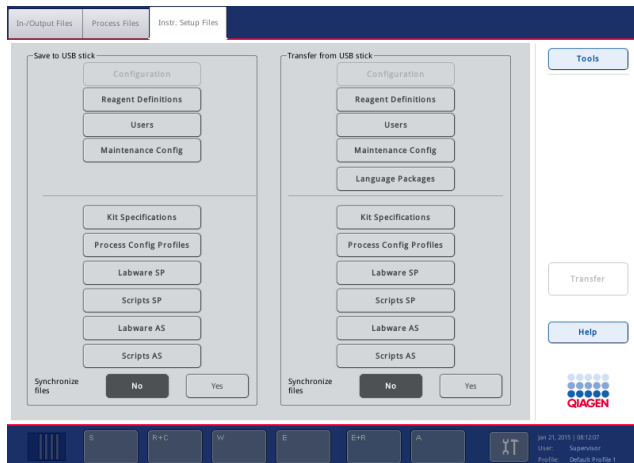 In-/Output Files
Process Files
Instr. Setup Files
Save to USB stick
Configuration
Reagent Definitions
Users
Maintenance Config
Kit Specifications
Process Config Profiles
Labware SP
Scripts SP
Labware AS
Scripts AS
Synchronize
files
No
Yes
Transfer from USB stick
Configuration
Reagent Definitions
Users
Maintenance Config
Language Packages
Kit Specifications
Process Config Profiles
Labware SP
Scripts SP
Labware AS
Scripts AS
Synchronize
files
No
Yes
Tools
Transfer
Help
QIAGEN
S
R+C
W
E
E+R
A
Jan 21, 2015 | 08:12:07
User: Supervisor
Profile: Default Profile 1